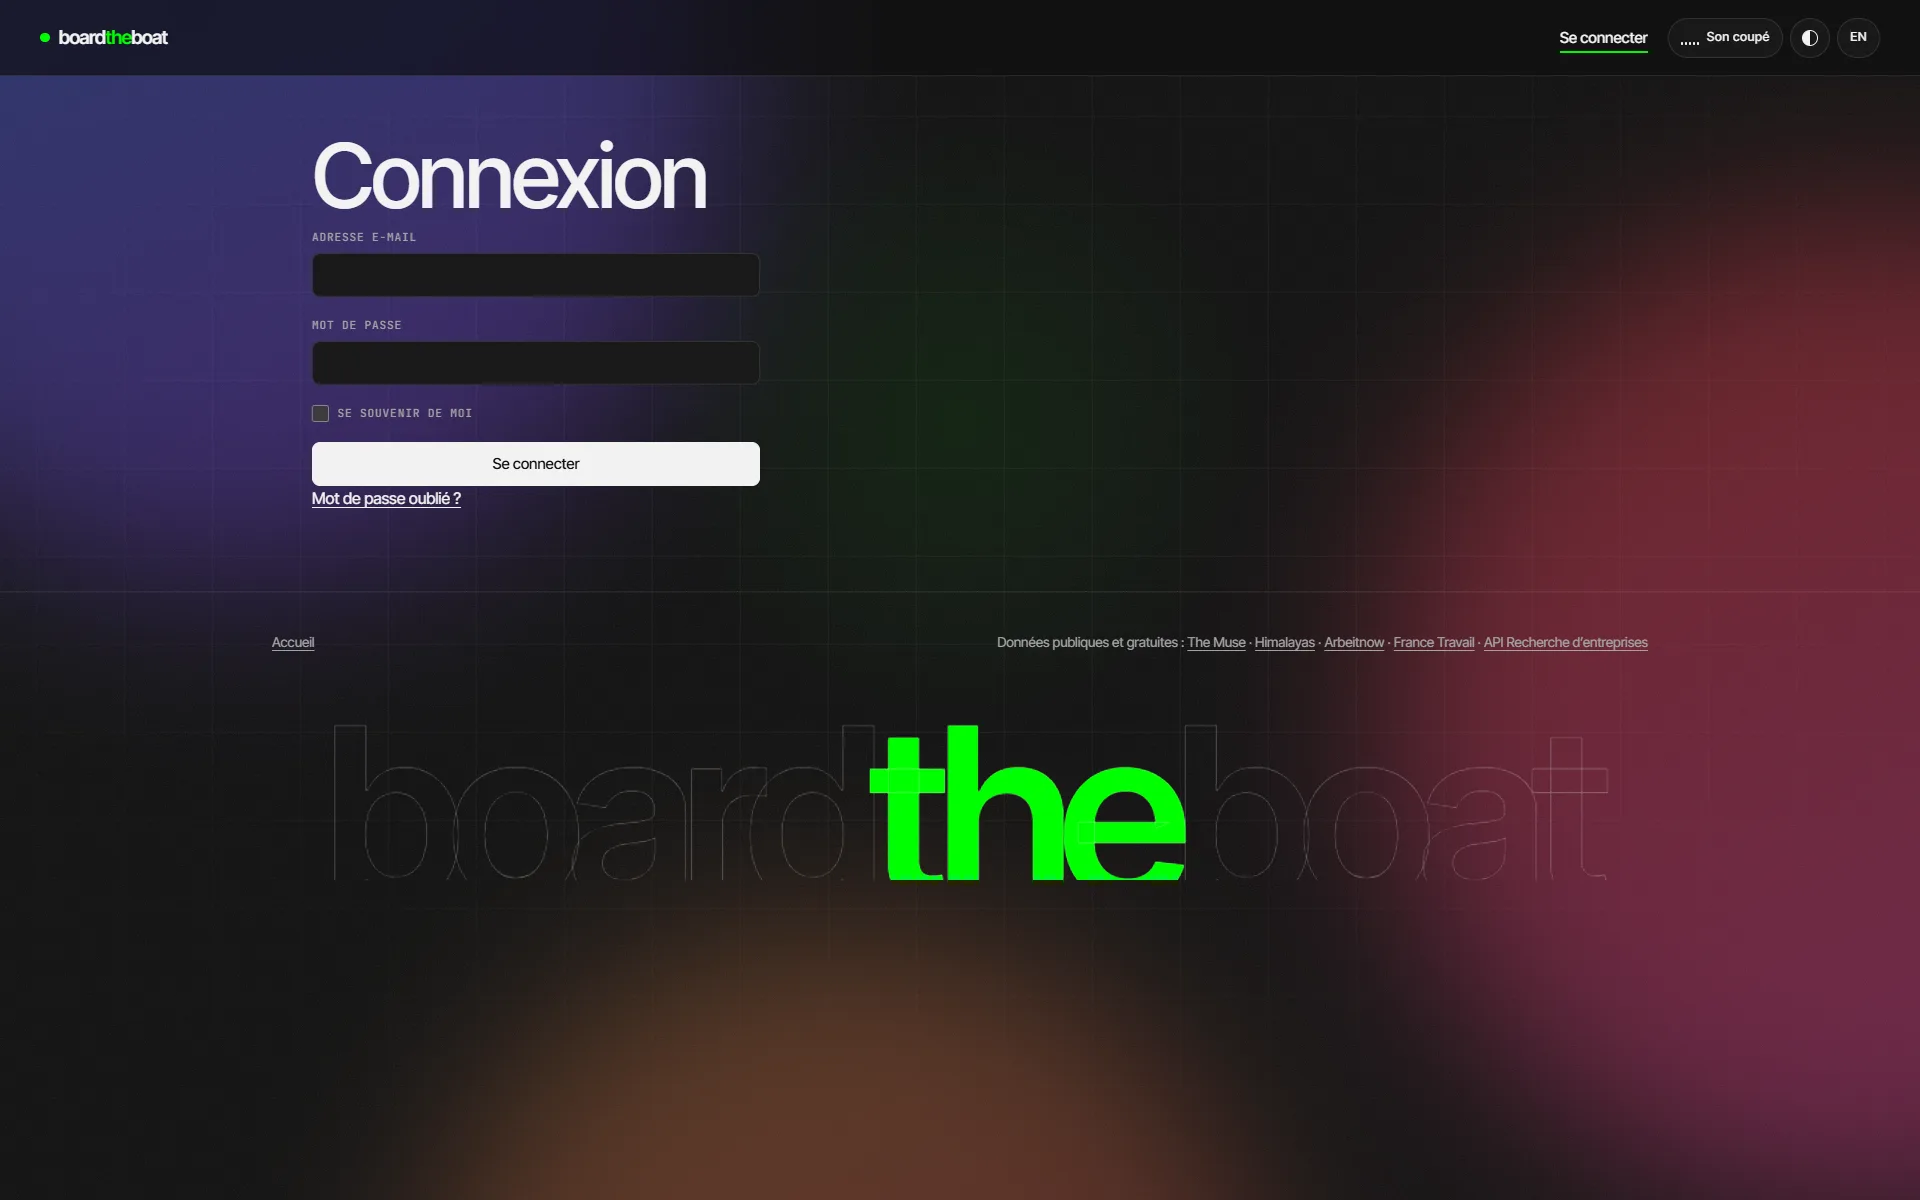 boardtheboat
Se connecter
Son coupé
EN
Connexion
ADRESSE E-MAIL
MOT DE PASSE
SE SOUVENIR DE MOI
Se connecter
Mot de passe oublié ?
Accueil
Données publiques et gratuites : The Muse · Himalayas · Arbeitnow · France Travail · API Recherche d’entreprises
boardtheboat